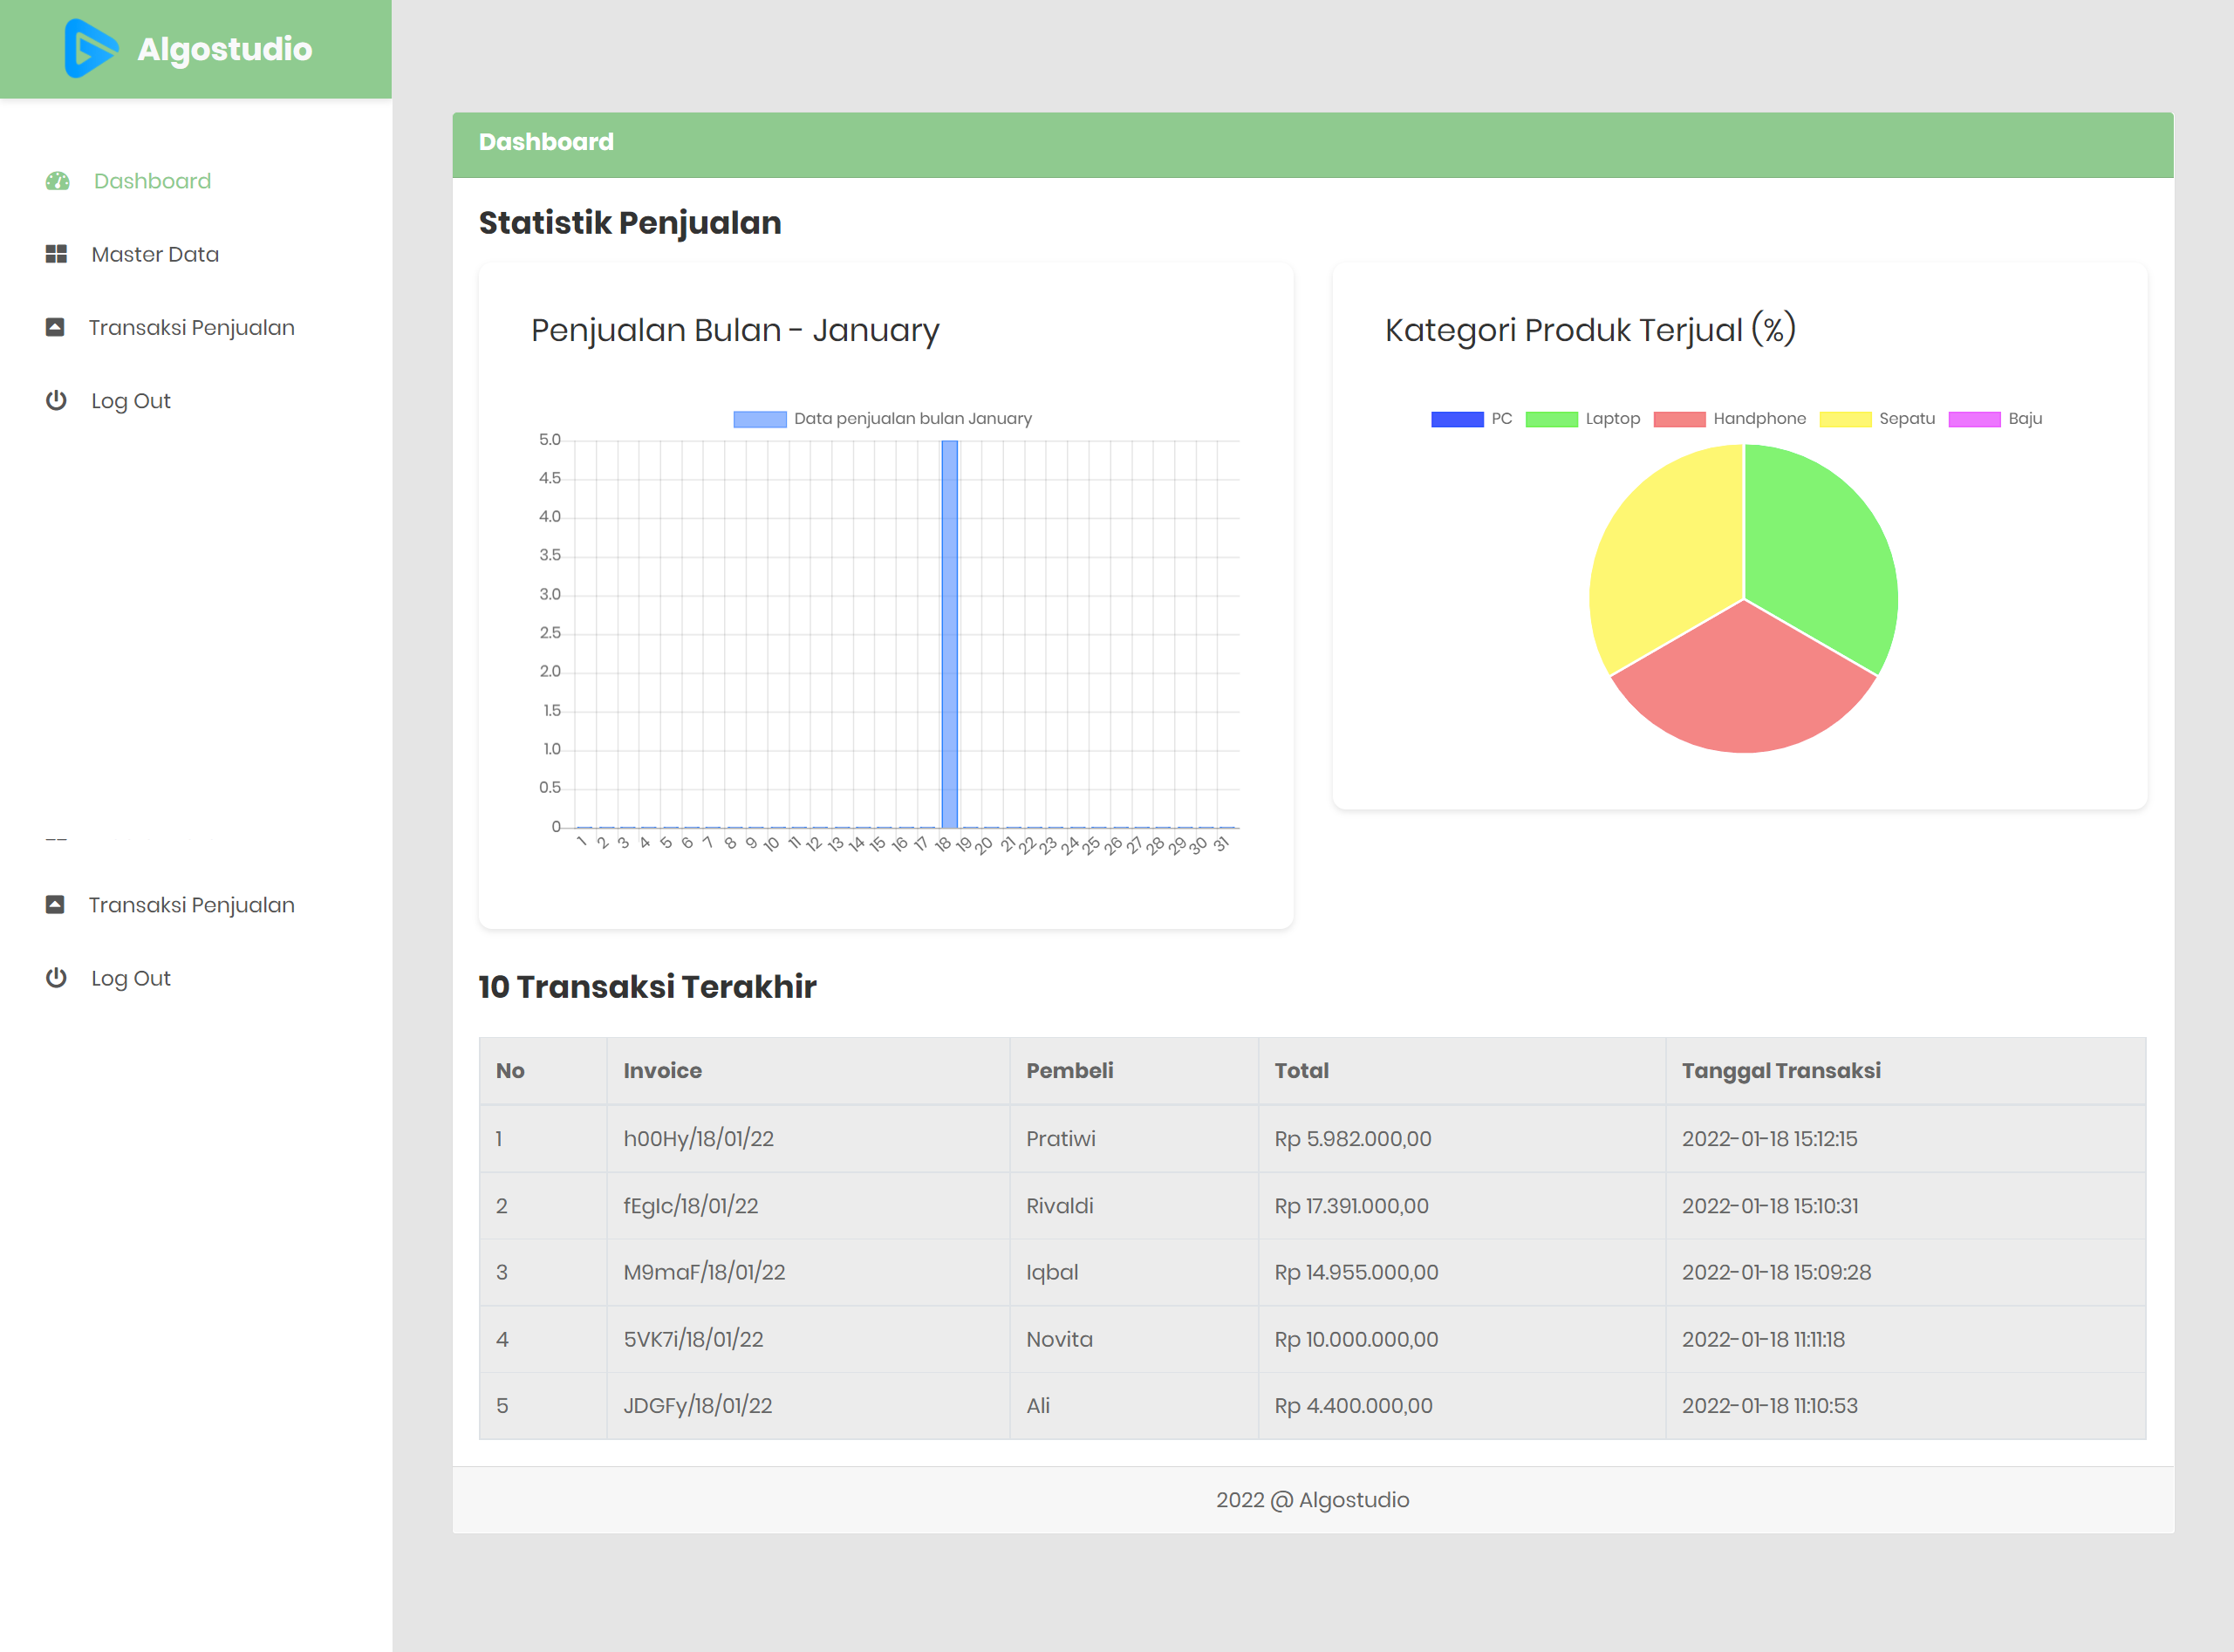 Algostudio
Dashboard
Master Data
Transaksi Penjualan
Log Out
Transaksi Penjualan
Log Out
Dashboard
Statistik Penjualan
Penjualan Bulan - January
Data penjualan bulan January
5.0
4.5
4.0
3.5
3.0
2.5
2.0
1.5
1.0
0.5
0
1 2 3 4 5 6 7 8 9 10 11 12 13 14 15 16 17 18 19 20 21 22 23 24 25 26 27 28 29 30 31
Kategori Produk Terjual (%)
PC Laptop Handphone Sepatu Baju
10 Transaksi Terakhir
No Invoice Pembeli Total Tanggal Transaksi
1 h00Hy/18/01/22 Pratiwi Rp 5.982.000,00 2022-01-18 15:12:15
2 fEgIc/18/01/22 Rivaldi Rp 17.391.000,00 2022-01-18 15:10:31
3 M9maF/18/01/22 Iqbal Rp 14.955.000,00 2022-01-18 15:09:28
4 5VK7i/18/01/22 Novita Rp 10.000.000,00 2022-01-18 11:11:18
5 JDGFy/18/01/22 Ali Rp 4.400.000,00 2022-01-18 11:10:53
2022 @ Algostudio